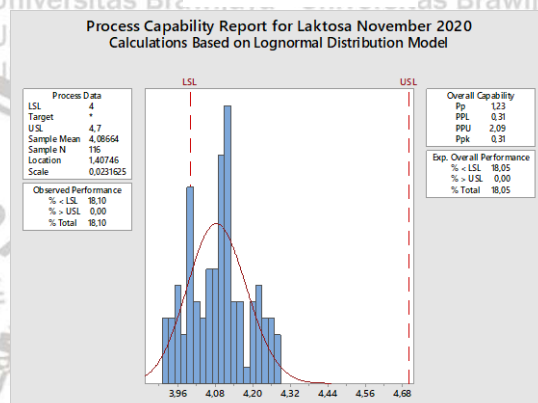 Process Capability Report for Laktosa November 2020
Calculations Based on Lognormal Distribution Model
LSL
USL
Process Data
LSL 4
Target *
USL 4,7
Sample Mean 4,08664
Sample N 116
Location 1,40746
Scale 0,0231625
Observed Performance
% < LSL 18,10
% > USL 0,00
% Total 18,10
Overall Capability
Pp 1,23
PPL 0,31
PPU 2,09
Ppk 0,31
Exp. Overall Performance
% < LSL 18,05
% > USL 0,00
% Total 18,05
3,96 4,08 4,20 4,32 4,44 4,56 4,68